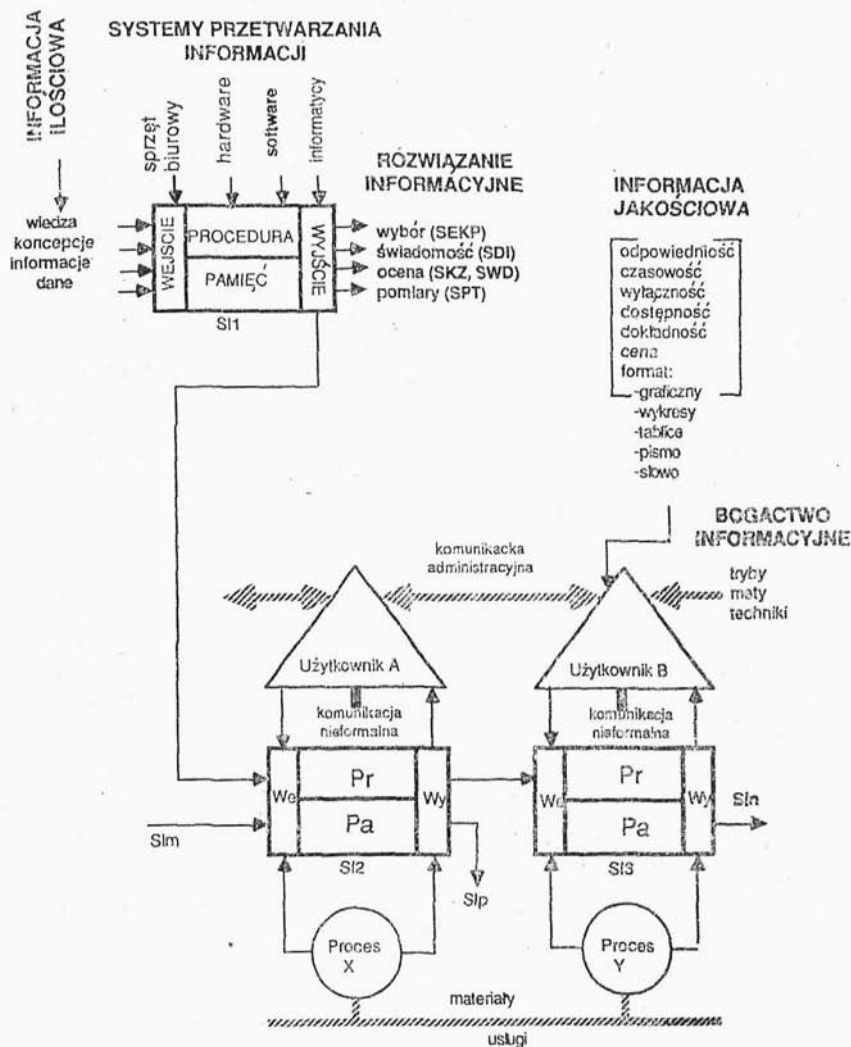 INFORMACJA
ILOŚCIOWA
SYSTEMY PRZETWARZANIA
INFORMACJI
sprzęt
biurowy
hardware
software
informatycy
wiedza
koncepcje
informacje
dane
WEJŚCIE
PROCEDURA
PAMIĘĆ
WYJŚCIE
SI1
ROZWIĄZANIE
INFORMACYJNE
wybór (SEKP)
świadomość (SDI)
ocena (SKZ, SWD)
pomiary (SPT)
INFORMACJA
JAKOŚCIOWA
odpowiedniość
czasowość
wyłączność
dostępność
dokładność
cena
format:
-graficzny
-wykresy
-tablice
-pismo
-słowo
BOGACTWO
INFORMACYJNE
tryby
maty
techniki
komunikacka
administracyjna
Użytkownik A
Użytkownik B
komunikacja
nieformalna
komunikacja
nieformalna
We
Pr
Pa
Wy
We
Pr
Pa
Wy
SIm
SI2
SIp
SI3
SIn
Proces
X
Proces
Y
materiały
usługi